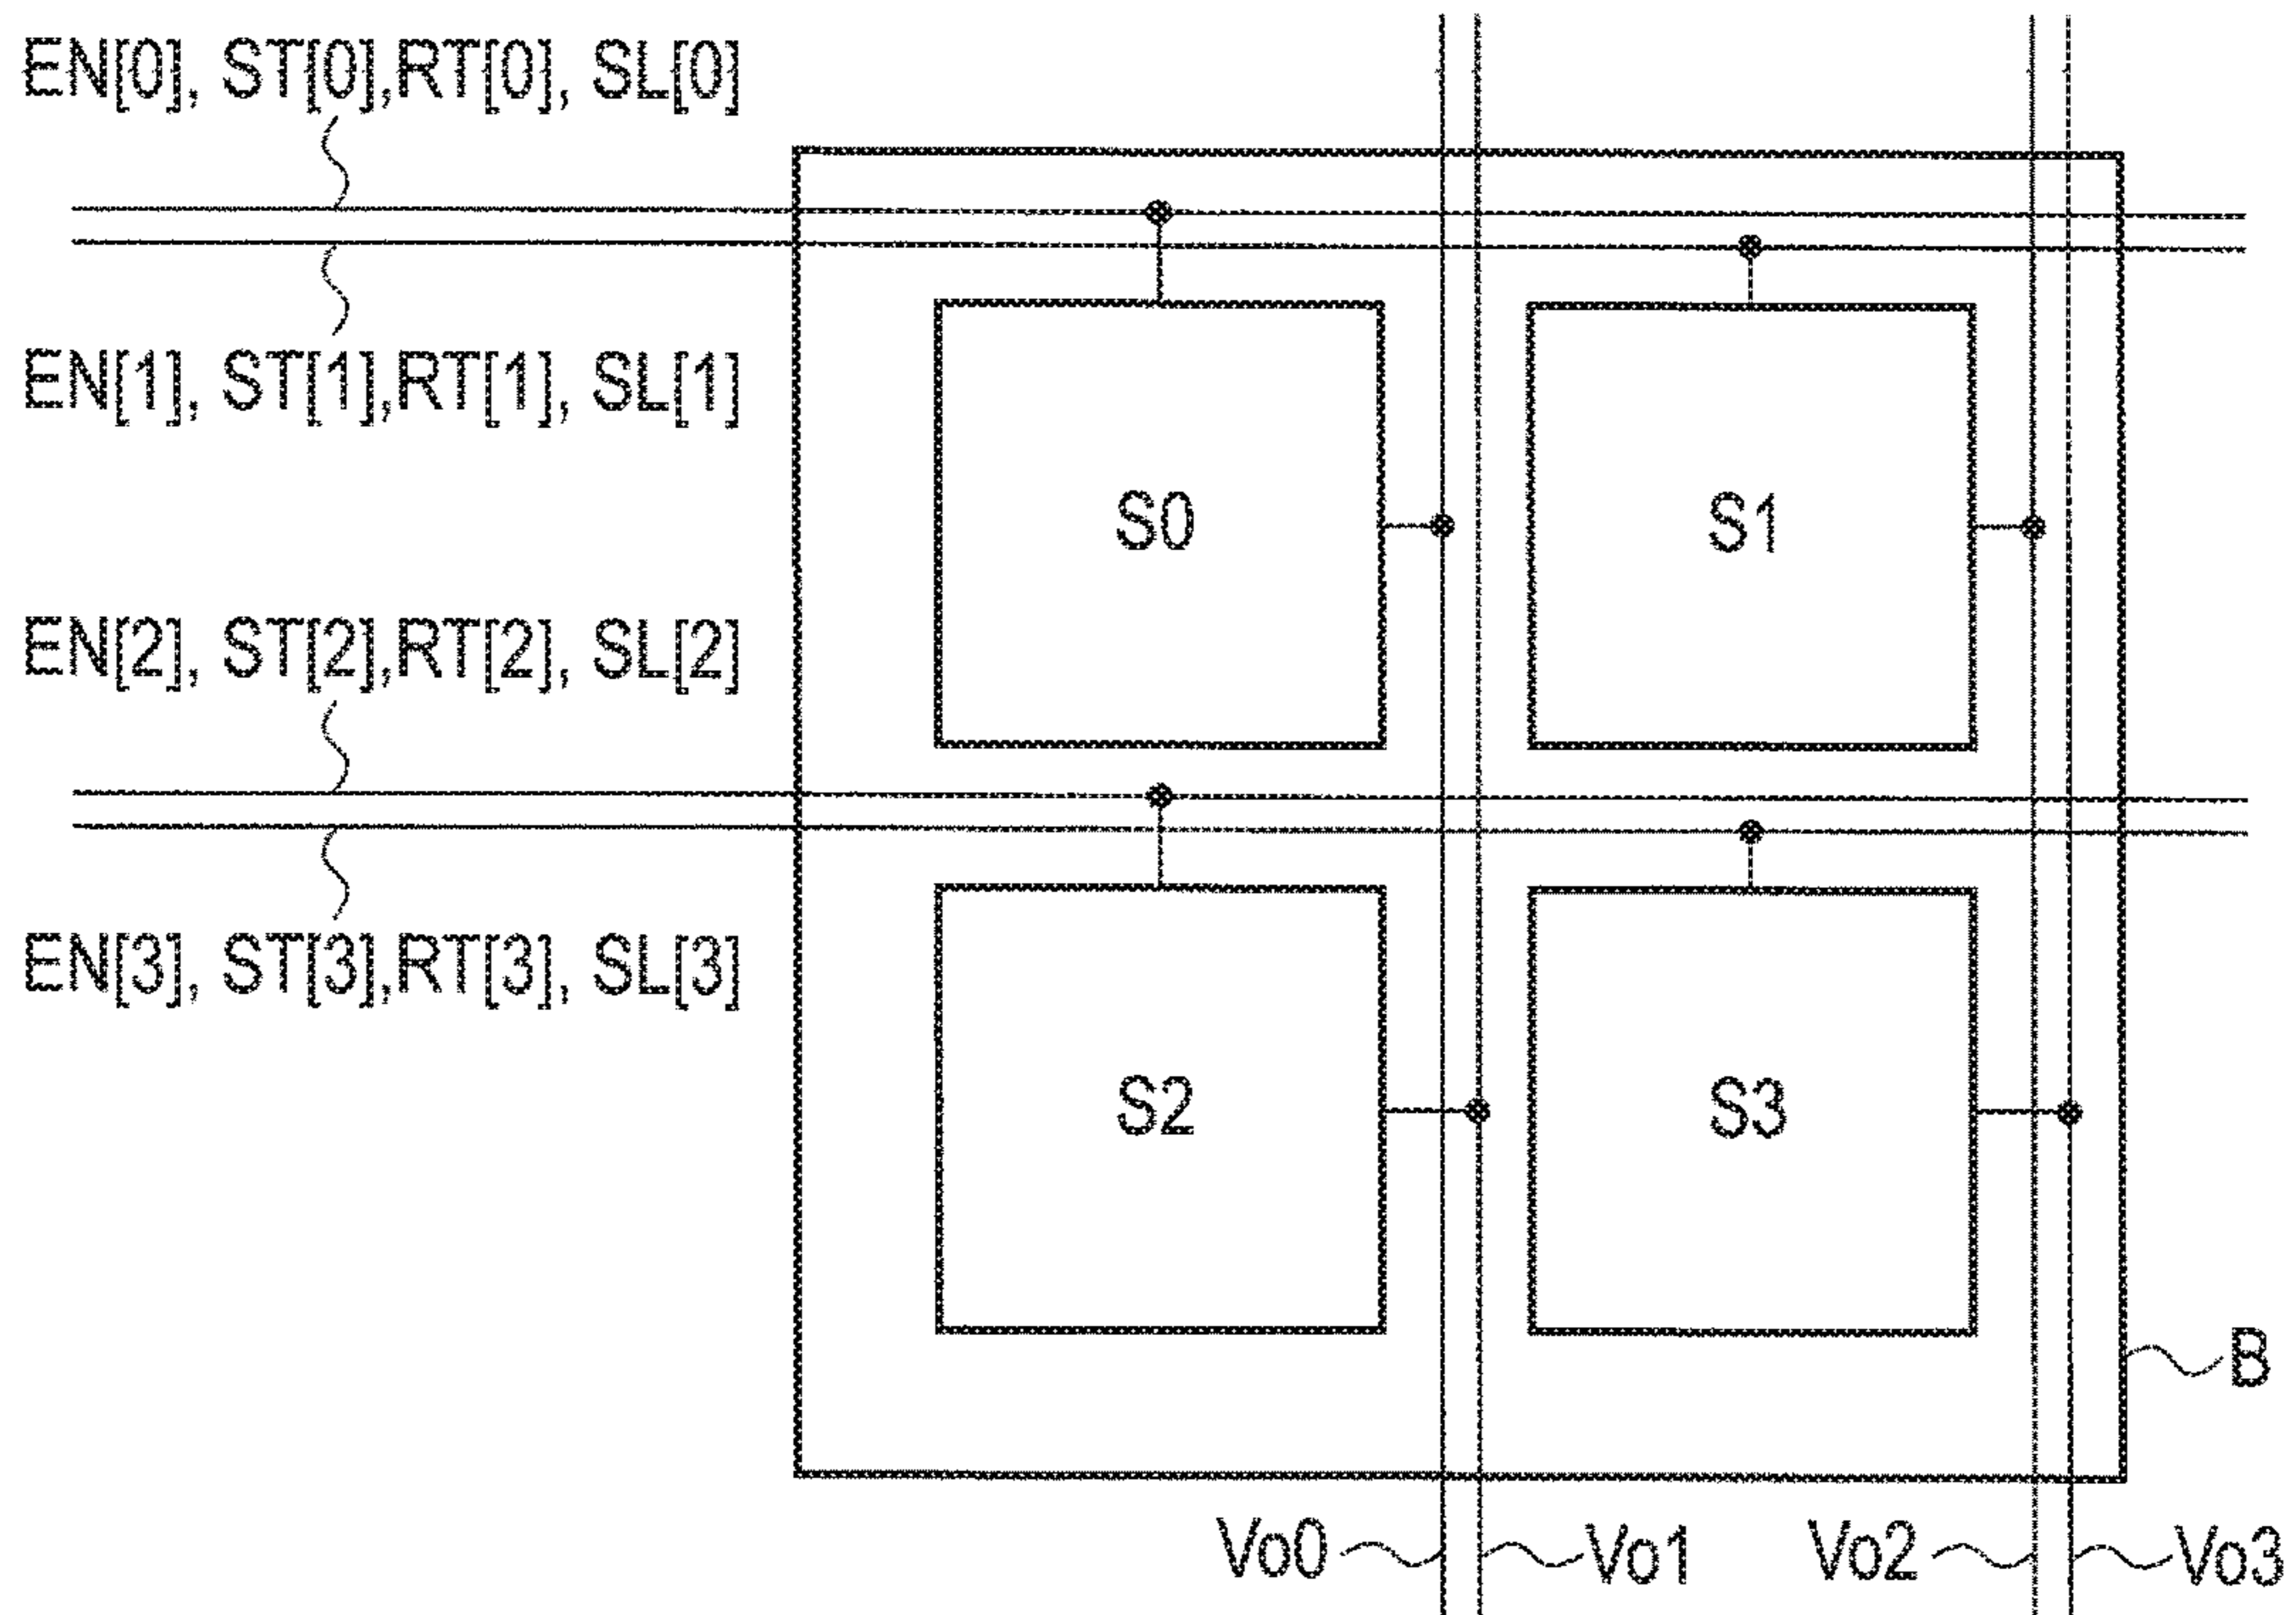 EN[0], ST[0],RT[0], SL[0]
EN[1], ST[1],RT[1], SL[1]
S0
S1
EN[2], ST[2],RT[2], SL[2]
EN[3], ST[3],RT[3], SL[3]
S2
S3
B
Vo0
Vo1
Vo2
Vo3